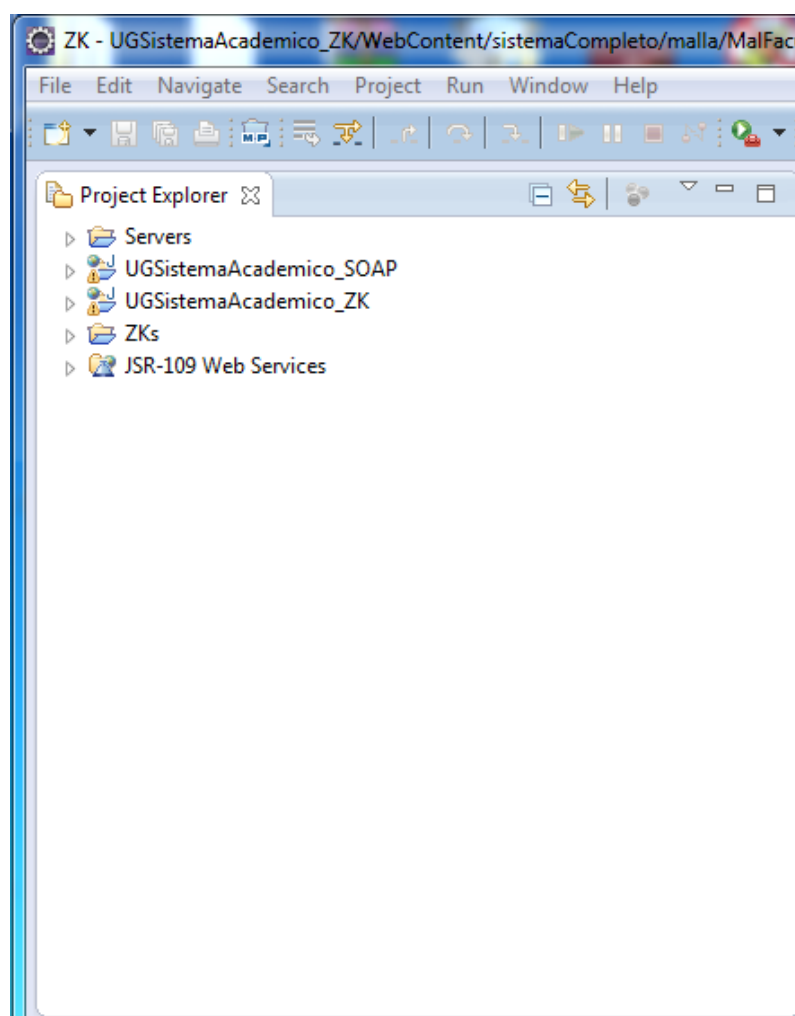 ZK - UGSistemaAcademico_ZK/WebContent/sistemaCompleto/malla/MalFac
File Edit Navigate Search Project Run Window Help
Project Explorer
Servers
UGSistemaAcademico_SOAP
UGSistemaAcademico_ZK
ZKs
JSR-109 Web Services